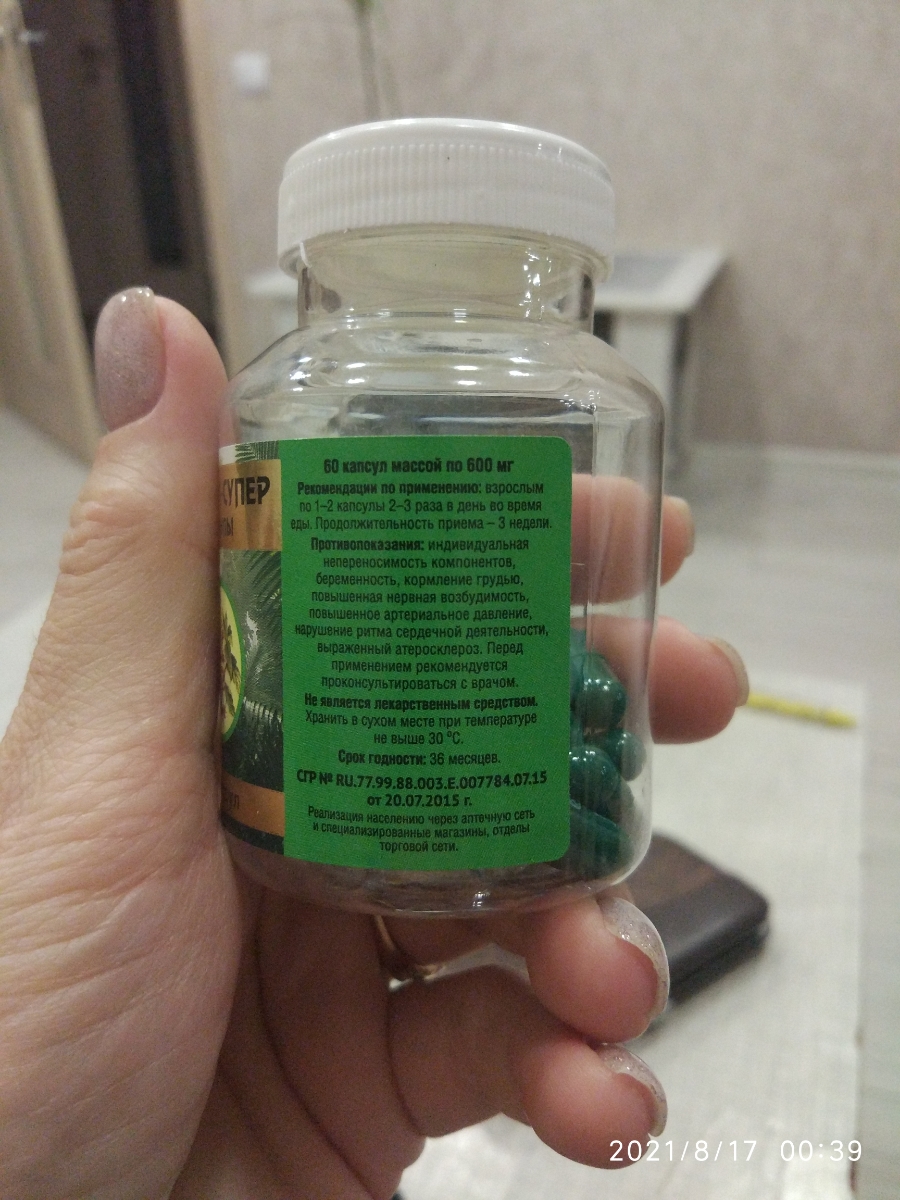 КУПЕР
60 капсул массой по 600 мг
Рекомендации по применению: взрослым
по 1–2 капсулы 2–3 раза в день во время
еды. Продолжительность приема – 3 недели.
Противопоказания: индивидуальная
непереносимость компонентов,
беременность, кормление грудью,
повышенная нервная возбудимость,
повышенное артериальное давление,
нарушение ритма сердечной деятельности,
выраженный атеросклероз. Перед
применением рекомендуется
проконсультироваться с врачом.
Не является лекарственным средством.
Хранить в сухом месте при температуре
не выше 30 °С.
Срок годности: 36 месяцев.
СГР № RU.77.99.88.003.Е.007784.07.15
от 20.07.2015 г.
Реализация населению через аптечную сеть
и специализированные магазины, отделы
торговой сети.
2021/8/17 00:39